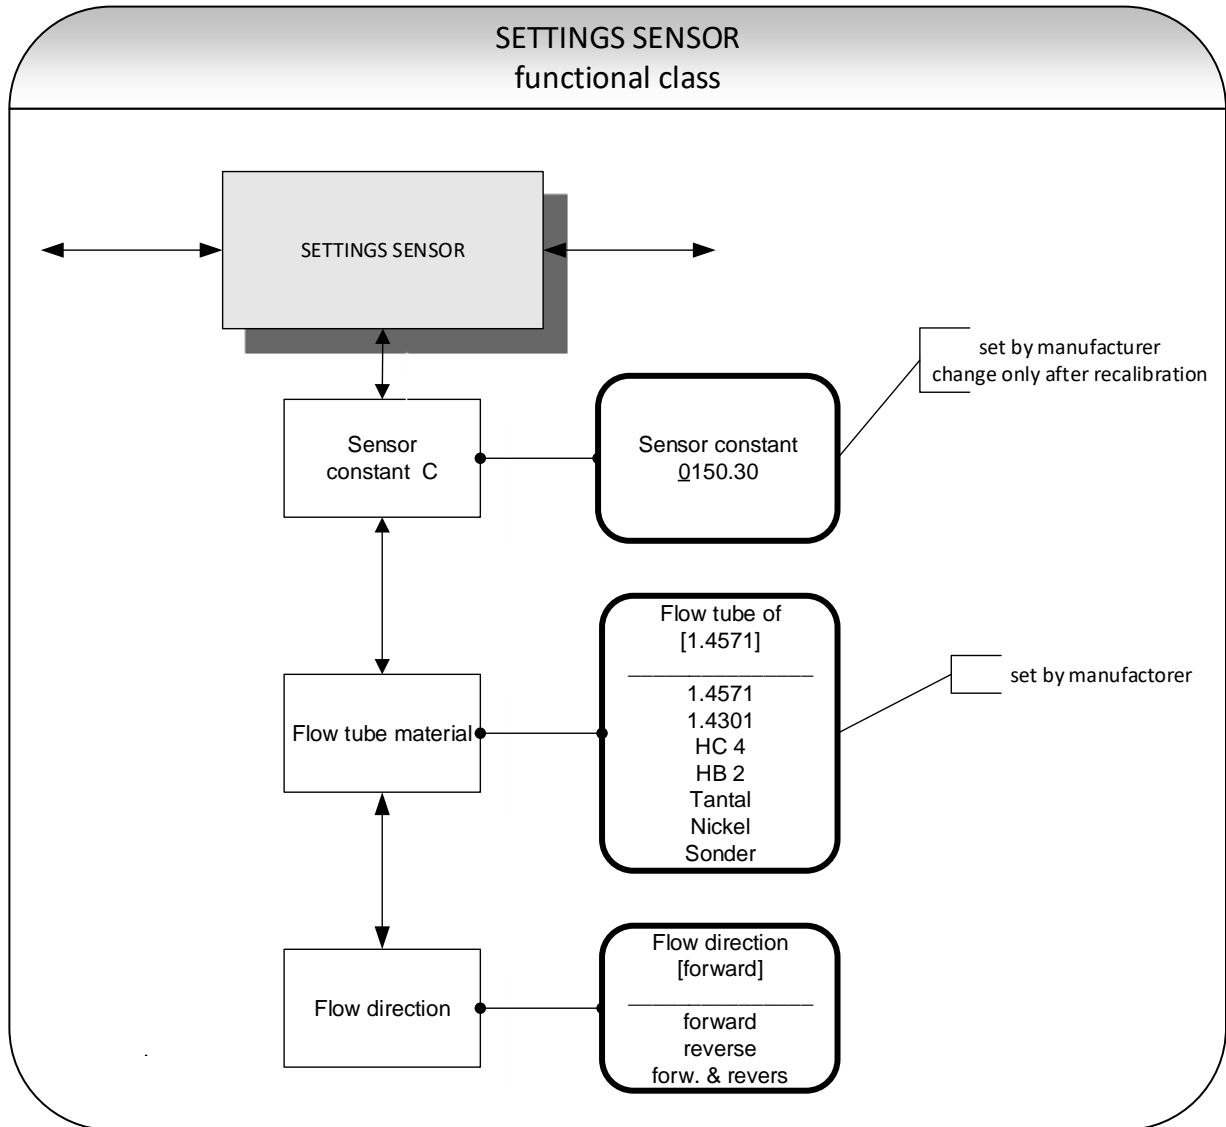 SETTINGS SENSOR
functional class
SETTINGS SENSOR
set by manufacturer
change only after recalibration
Sensor
constant C
Sensor constant
0150.30
Flow tube of
[1.4571]
1.4571
1.4301
HC 4
HB 2
Tantal
Nickel
Sonder
set by manufactorer
Flow tube material
Flow direction
[forward]
forward
reverse
forw. & revers
Flow direction